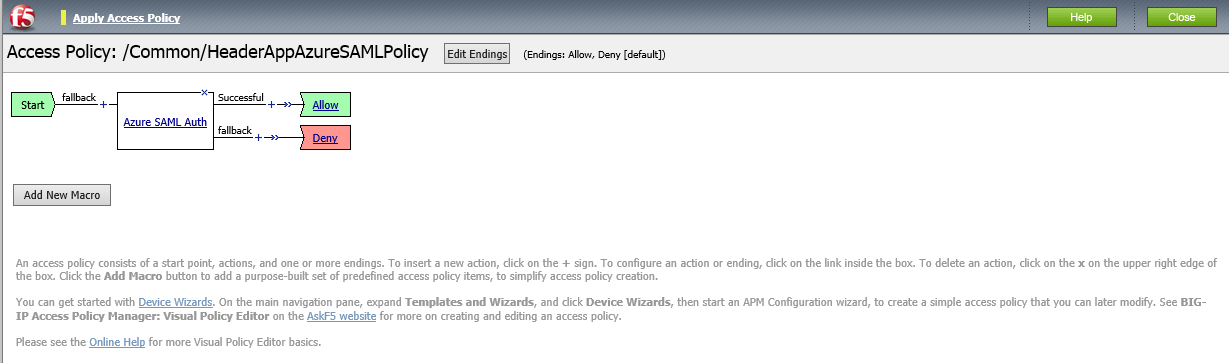 f5 Apply Access Policy Help Close
Access Policy: /Common/HeaderAppAzureSAMLPolicy Edit Endings (Endings: Allow, Deny [default])
Start fallback + Azure SAML Auth x Successful + Allow
fallback + Deny
Add New Macro
An access policy consists of a start point, actions, and one or more endings. To insert a new action, click on the + sign. To configure an action or ending, click on the link inside the box. To delete an action, click on the x on the upper right edge of
the box. Click the Add Macro button to add a purpose-built set of predefined access policy items, to simplify access policy creation.
You can get started with Device Wizards. On the main navigation pane, expand Templates and Wizards, and click Device Wizards, then start an APM Configuration wizard, to create a simple access policy that you can later modify. See BIG-
IP Access Policy Manager: Visual Policy Editor on the AskF5 website for more on creating and editing an access policy.
Please see the Online Help for more Visual Policy Editor basics.